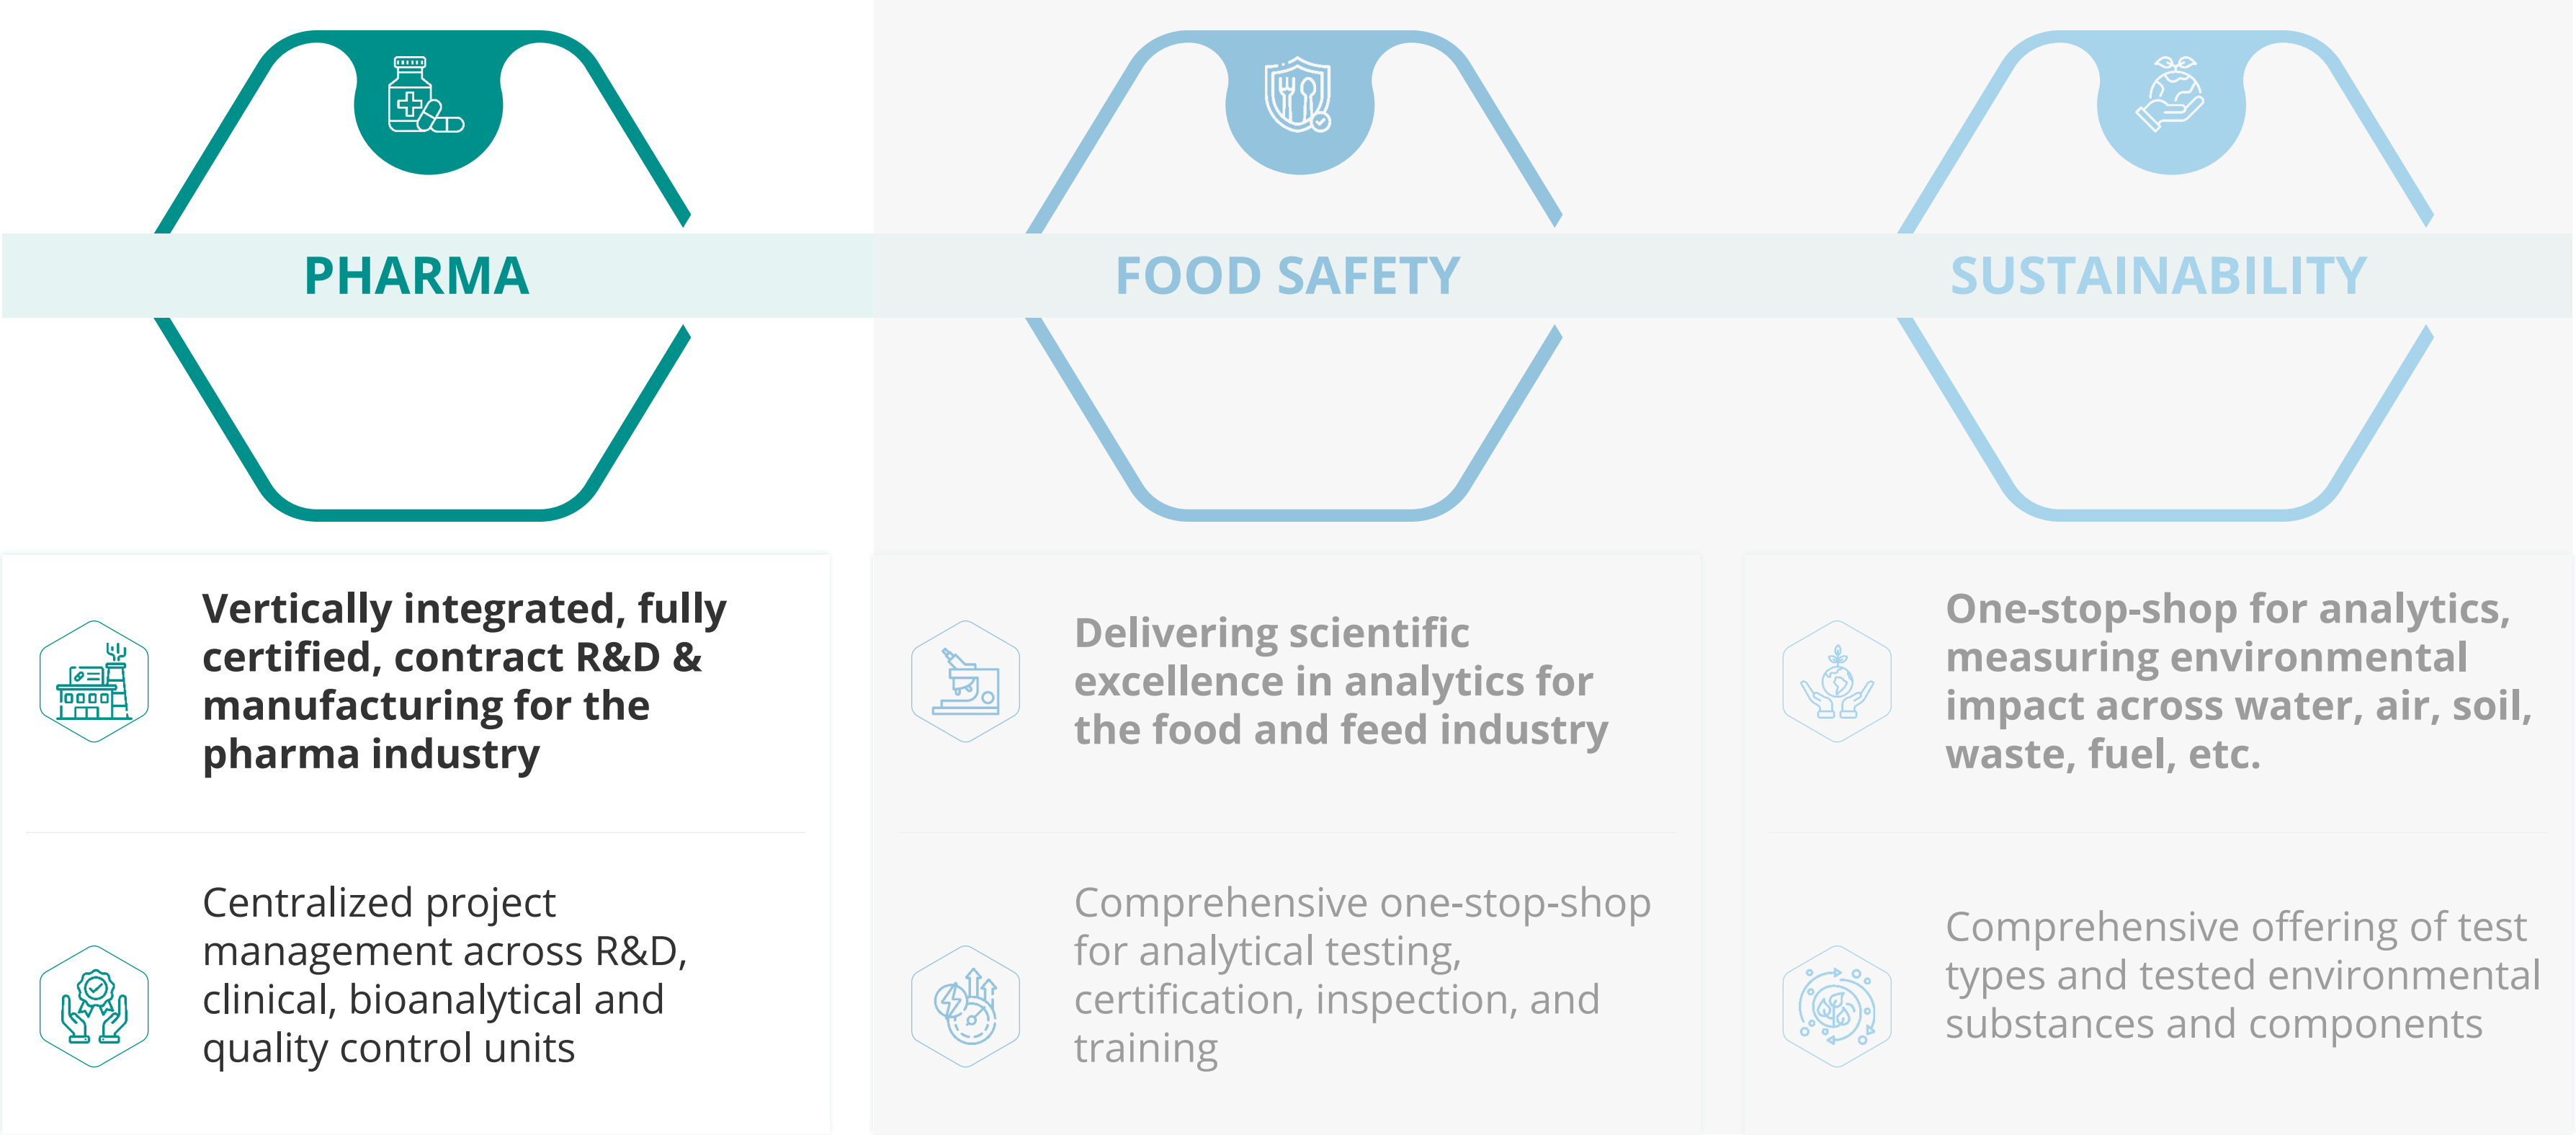 PHARMA
FOOD SAFETY
SUSTAINABILITY
Vertically integrated, fully
certified, contract R&D &
manufacturing for the
pharma industry
Centralized project
management across R&D,
clinical, bioanalytical and
quality control units
Delivering scientific
excellence in analytics for
the food and feed industry
Comprehensive one-stop-shop
for analytical testing,
certification, inspection, and
training
One-stop-shop for analytics,
measuring environmental
impact across water, air, soil,
waste, fuel, etc.
Comprehensive offering of test
types and tested environmental
substances and components